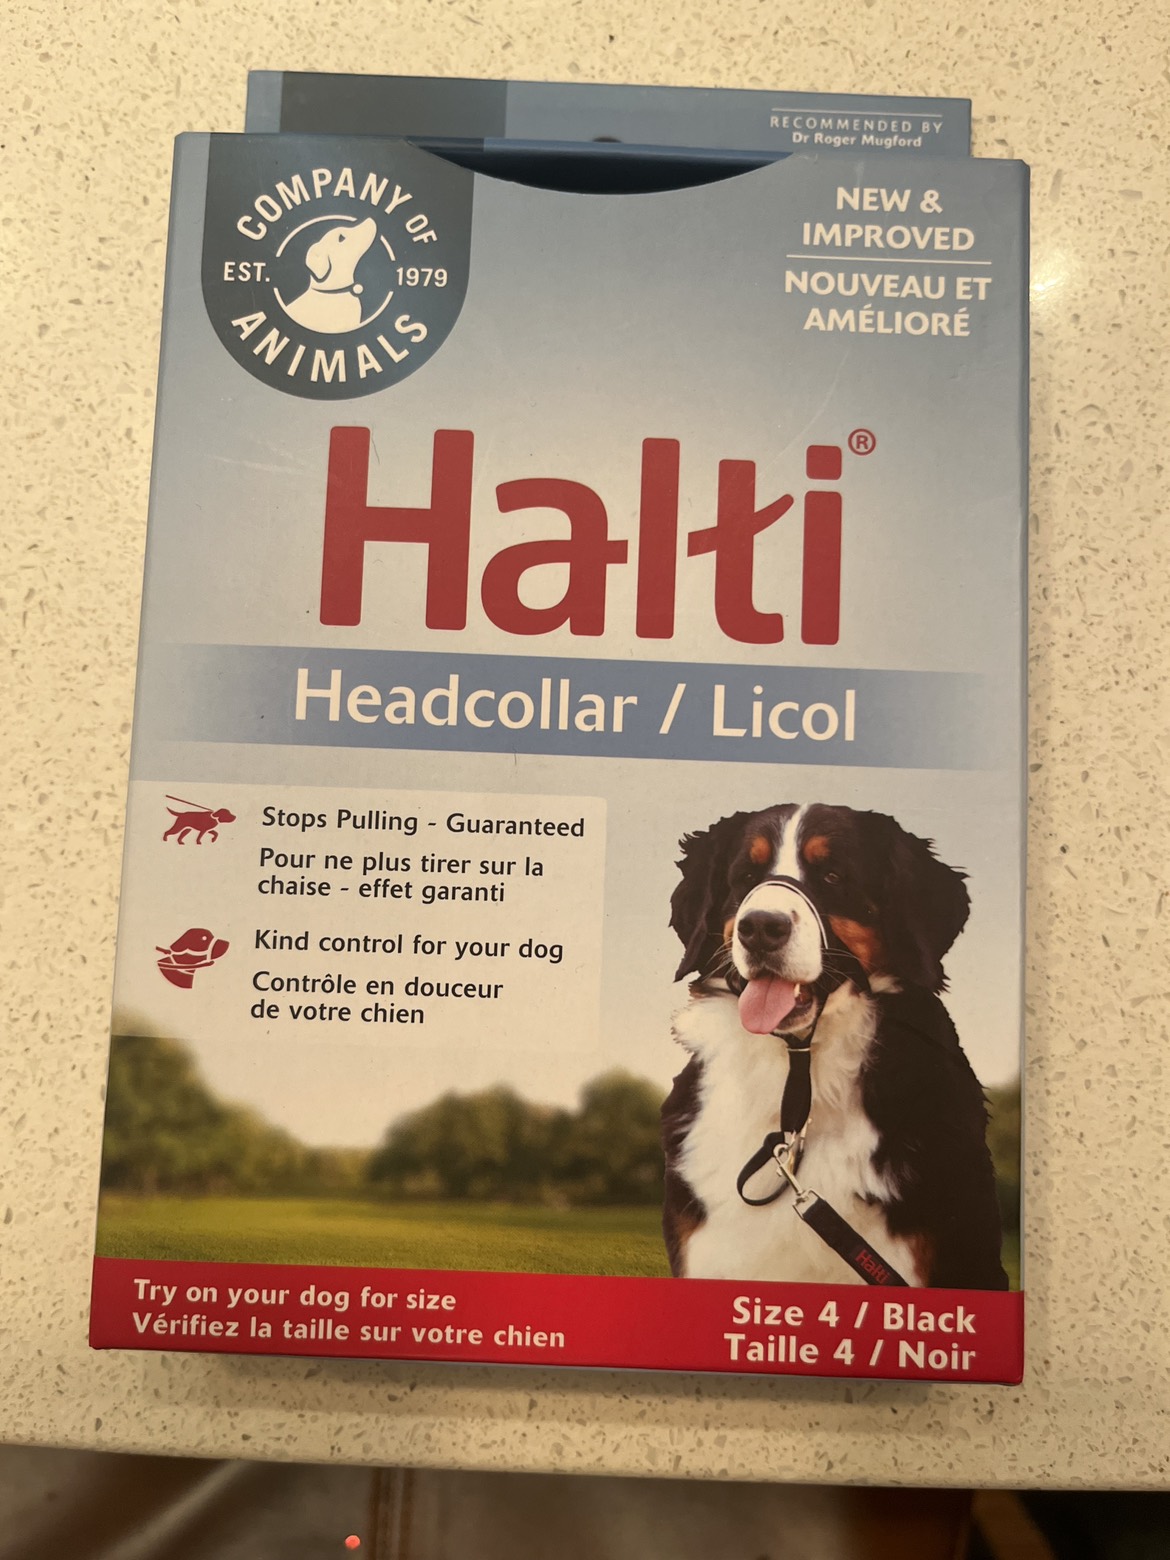 RECOMMENDED BY
Dr Roger Mugford
COMPANY OF
EST. 1979
ANIMALS
NEW &
IMPROVED
NOUVEAU ET
AMÉLIORÉ
Halti®
Headcollar / Licol
Stops Pulling - Guaranteed
Pour ne plus tirer sur la
chaise - effet garanti
Kind control for your dog
Contrôle en douceur
de votre chien
Halti
Try on your dog for size
Vérifiez la taille sur votre chien
Size 4 / Black
Taille 4 / Noir